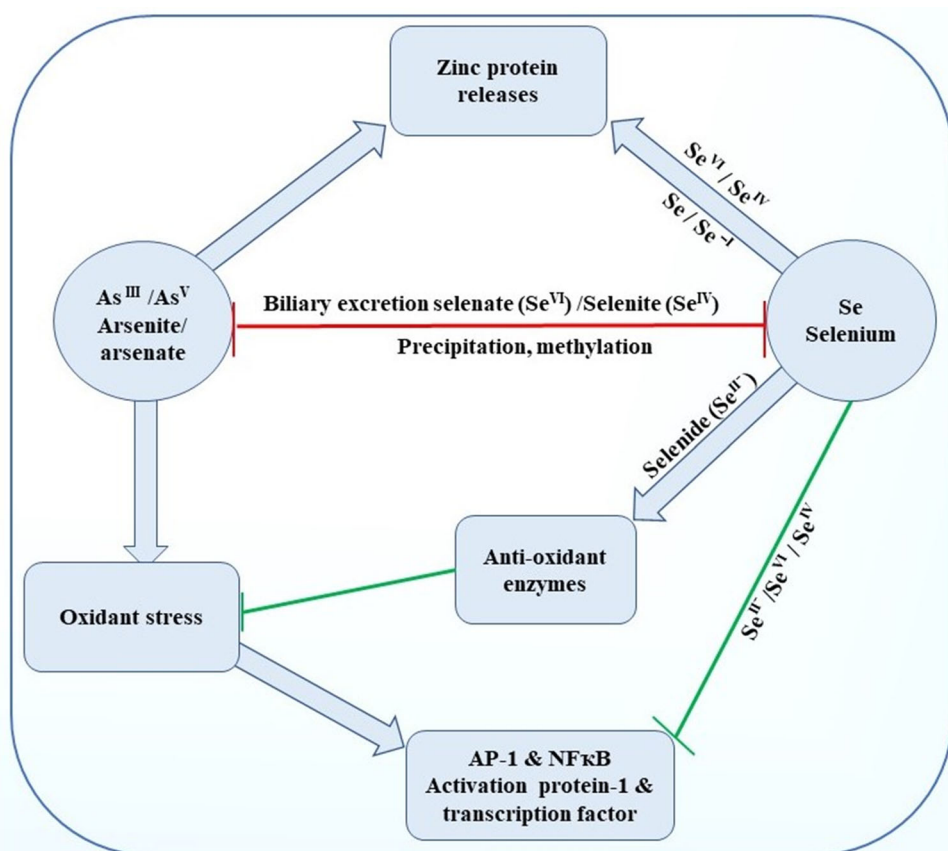 Zinc protein
releases
Se^VI / Se^IV
Se / Se^-I
As^III /As^V
Arsenite/
arsenate
Biliary excretion selenate (Se^VI) /Selenite (Se^IV)
Precipitation, methylation
Se
Selenium
Selenide (Se^II-)
Se^II- /Se^VI / Se^IV
Anti-oxidant
enzymes
Oxidant stress
AP-1 & NFκB
Activation protein-1 &
transcription factor